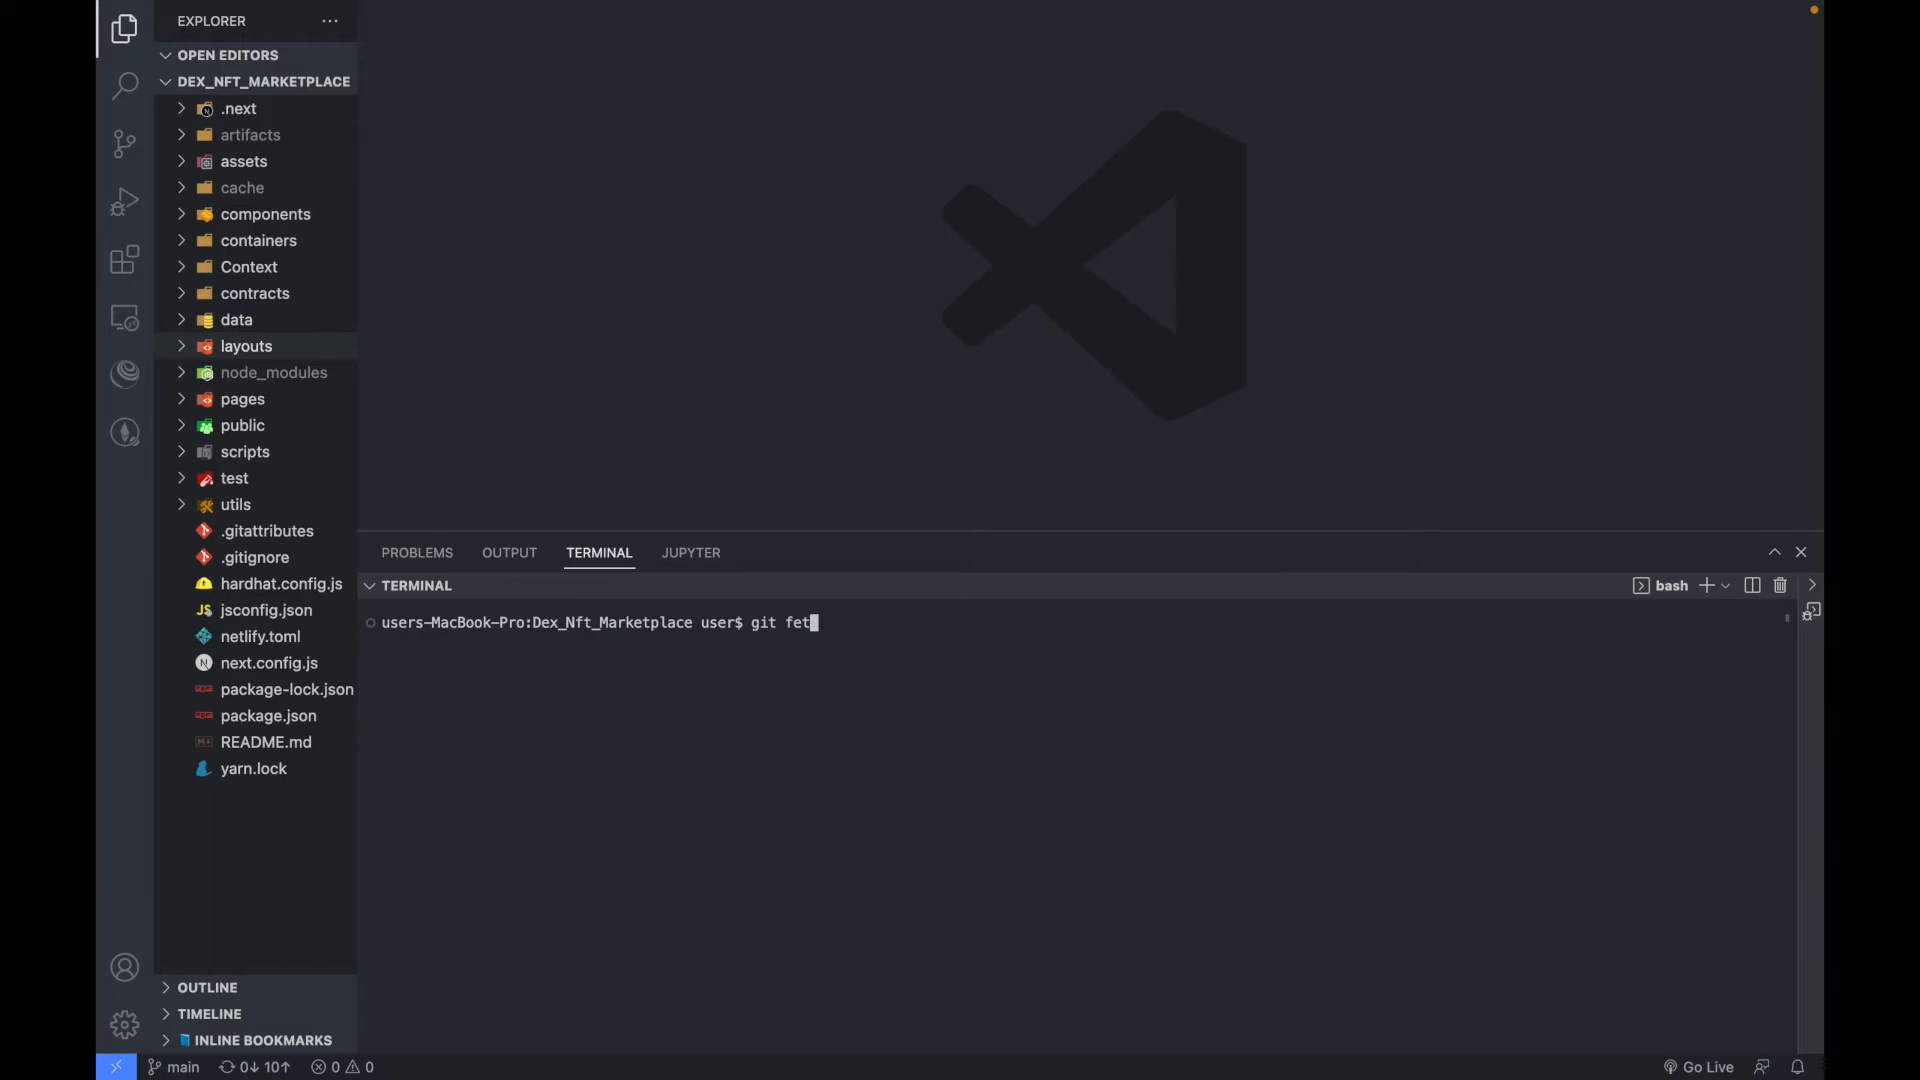 EXPLORER
OPEN EDITORS
DEX_NFT_MARKETPLACE
.next
artifacts
assets
cache
components
containers
Context
contracts
data
layouts
node_modules
pages
public
scripts
test
utils
.gitattributes
.gitignore
hardhat.config.js
JS jsconfig.json
netlify.toml
N next.config.js
package-lock.json
package.json
README.md
yarn.lock
OUTLINE
TIMELINE
INLINE BOOKMARKS
PROBLEMS OUTPUT TERMINAL JUPYTER
TERMINAL
bash
users-MacBook-Pro:Dex_Nft_Marketplace user$ git fet
main 0↓ 10↑ 0 0
Go Live